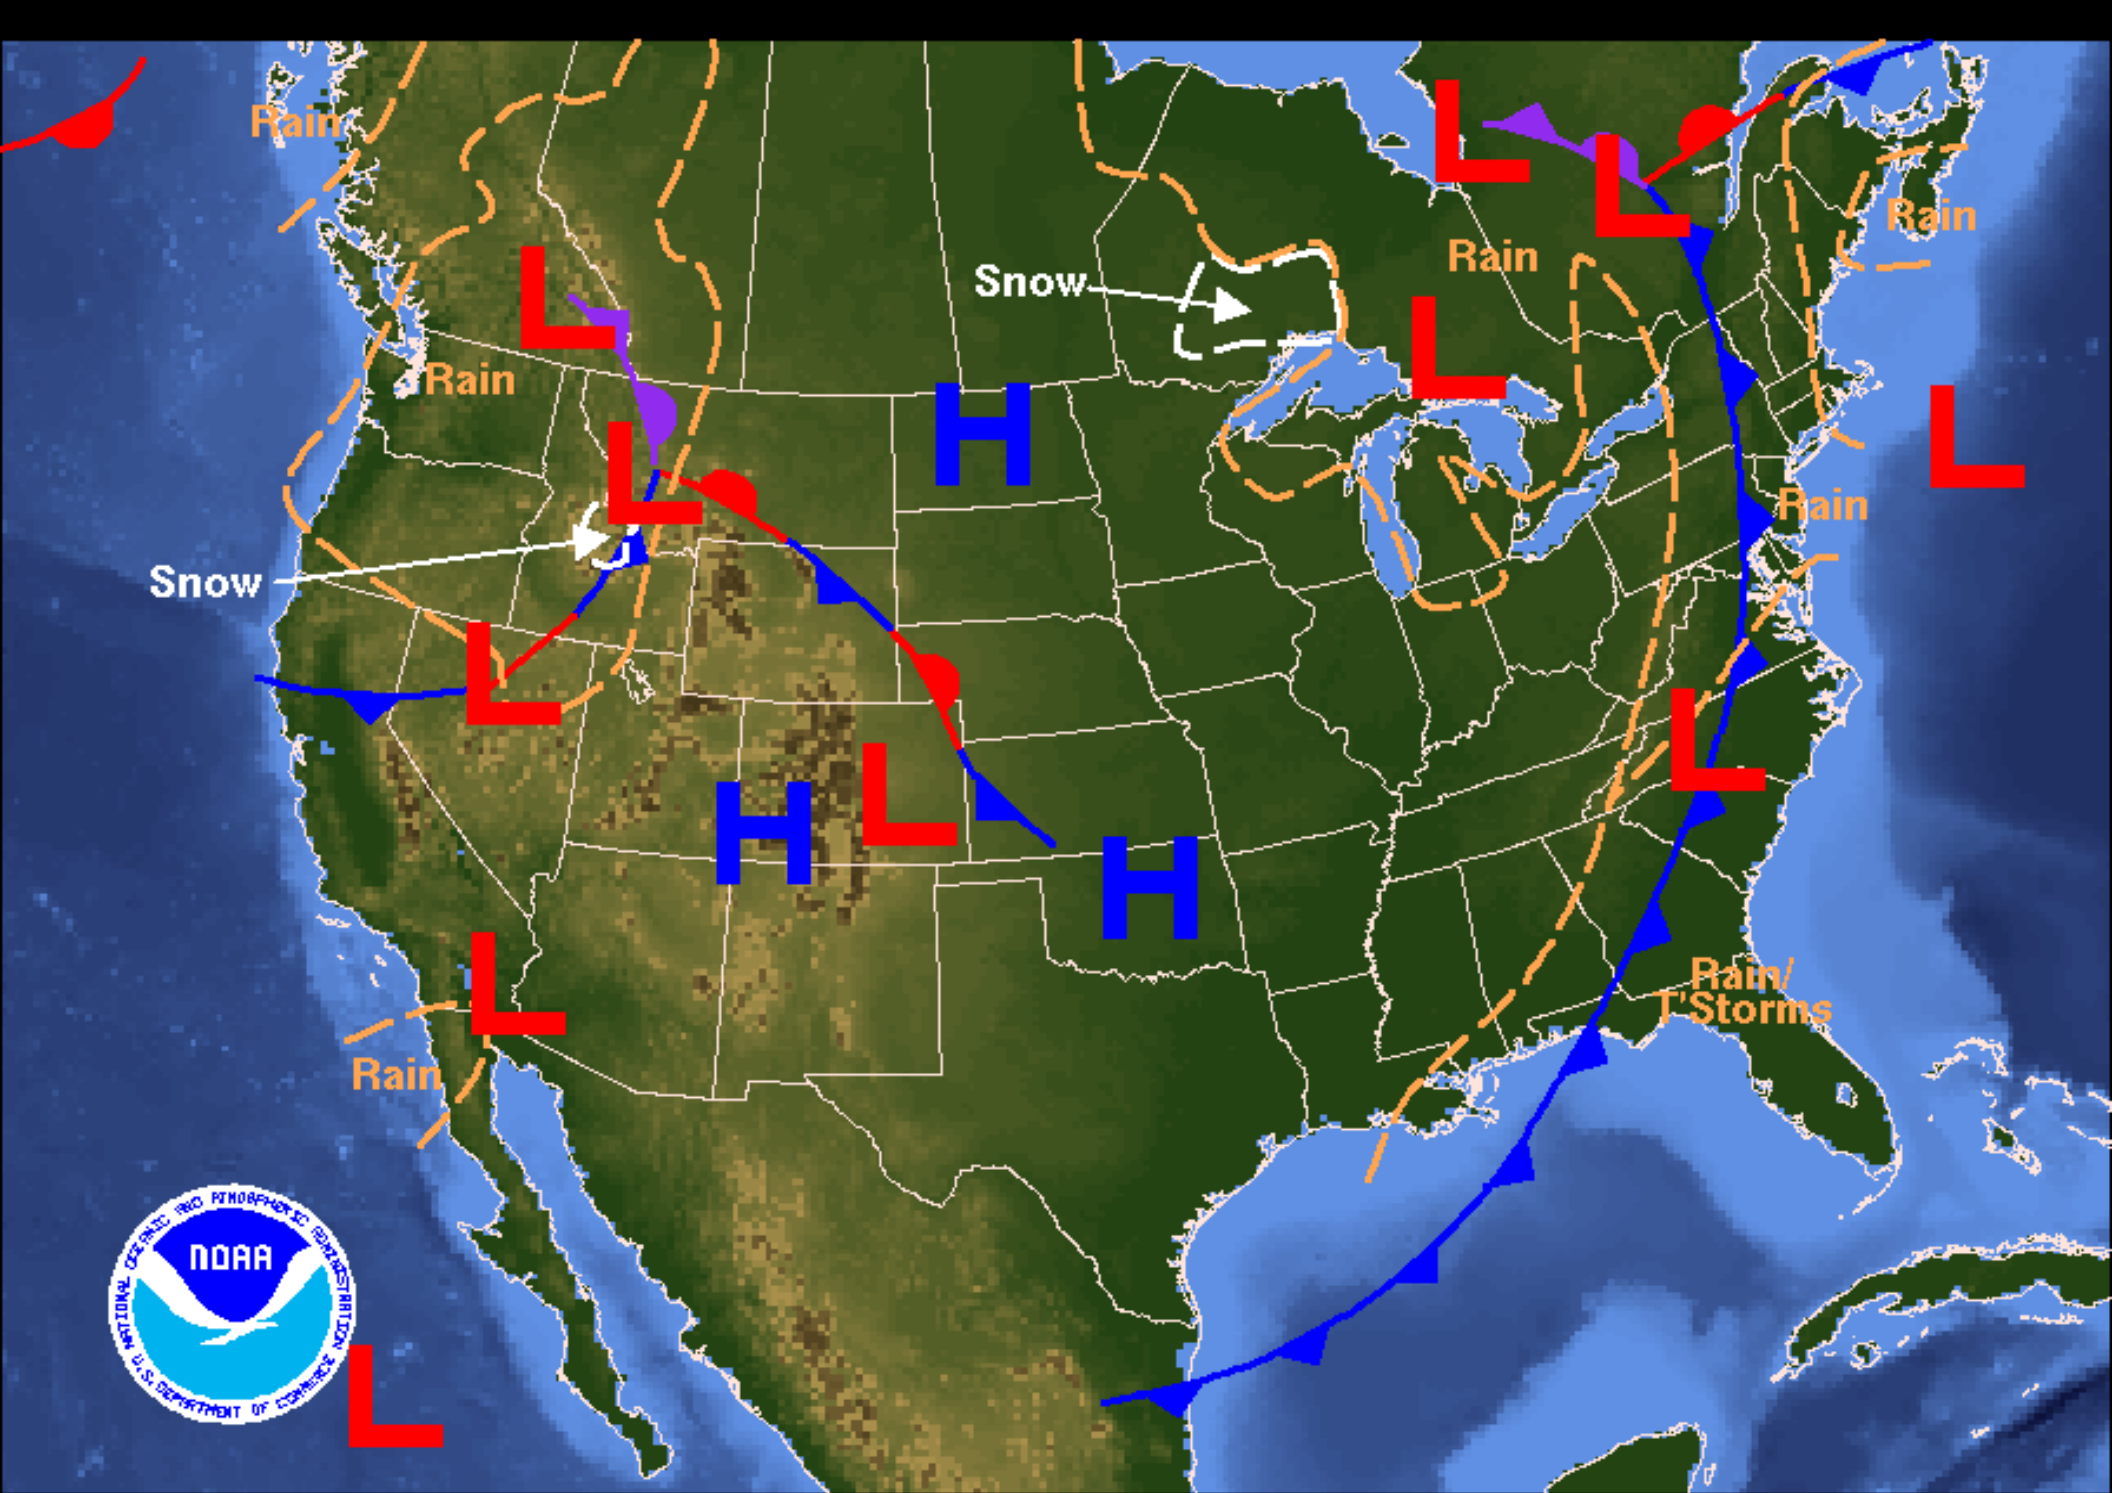 Rain
L
L
Rain
Rain
L
Snow
Rain
L
L
Rain
H
L
L
Rain
Snow
L
L
L
H
H
L
Rain/
T'Storms
Rain
NATIONAL OCEANIC AND ATMOSPHERIC ADMINISTRATION
NOAA
U.S. DEPARTMENT OF COMMERCE
L